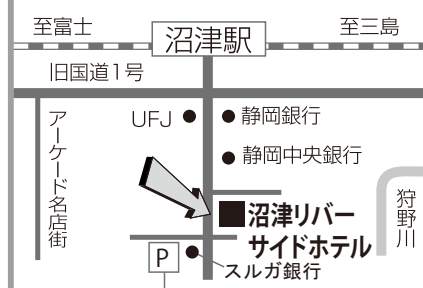 至富士
沼津駅
至三島
旧国道1号
アーケード名店街
UFJ
静岡銀行
静岡中央銀行
沼津リバー
サイドホテル
狩野川
P
スルガ銀行